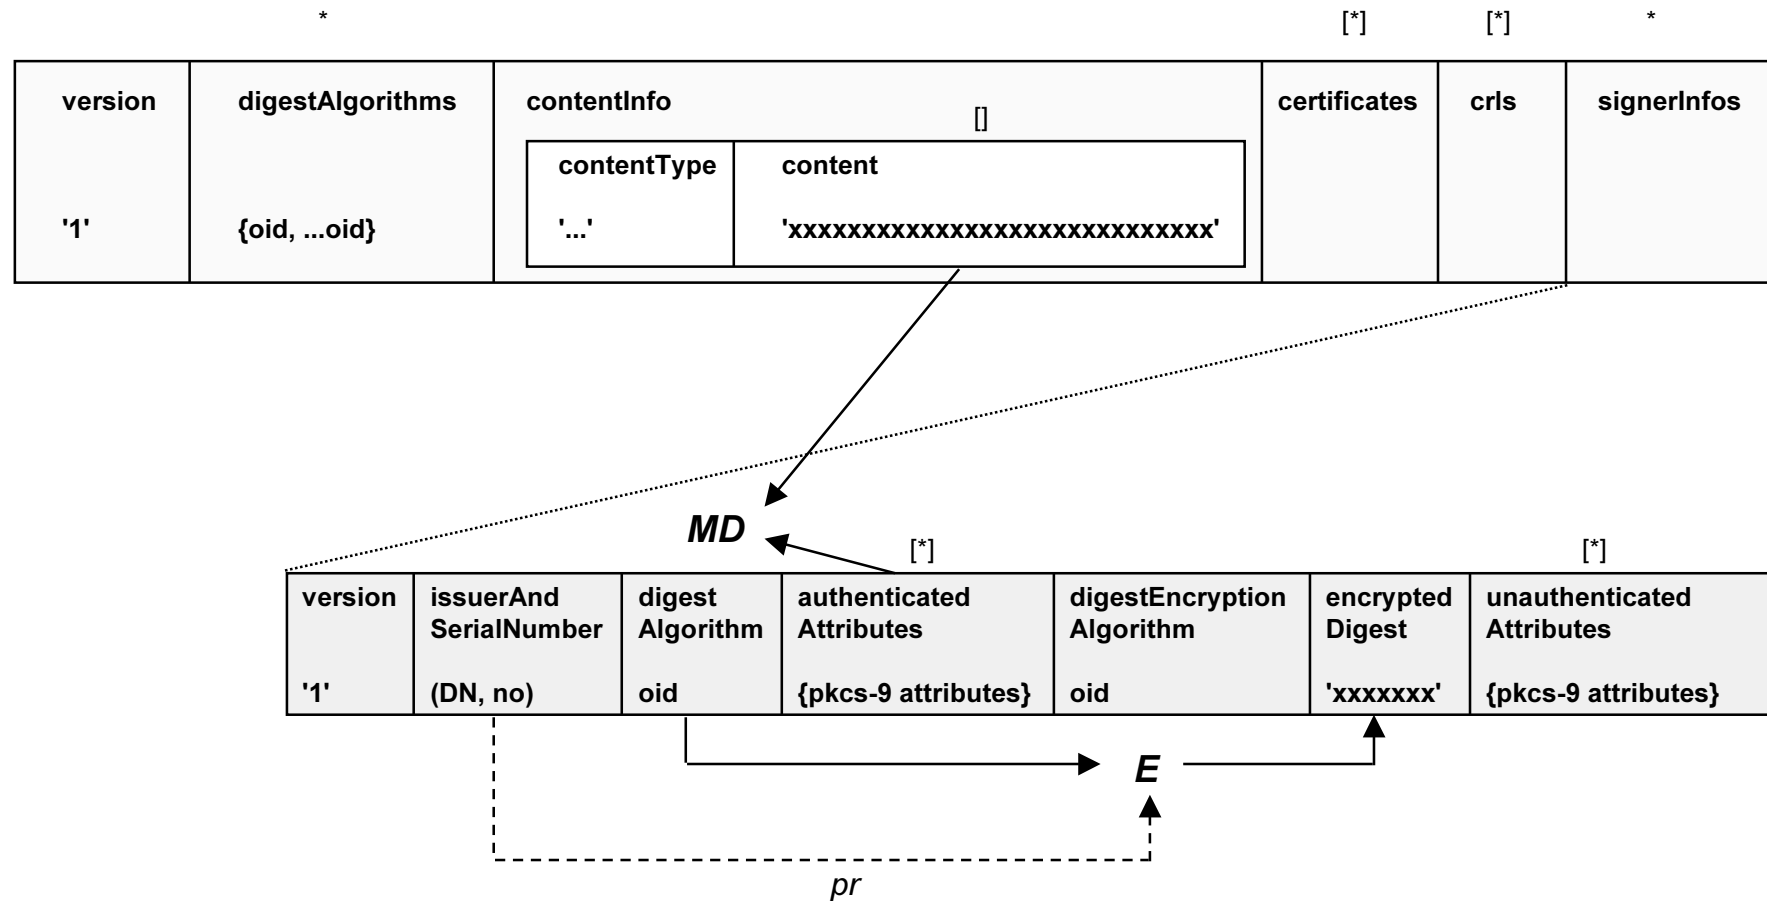 * [*] [*] *
version digestAlgorithms contentInfo certificates crls signerInfos
[]
contentType content
'1' {oid, ...oid} '...' 'xxxxxxxxxxxxxxxxxxxxxxxxxxxxx'
MD
[*] [*]
version issuerAnd digest authenticated digestEncryption encrypted unauthenticated
SerialNumber Algorithm Attributes Algorithm Digest Attributes
'1' (DN, no) oid {pkcs-9 attributes} oid 'xxxxxxx' {pkcs-9 attributes}
E
pr